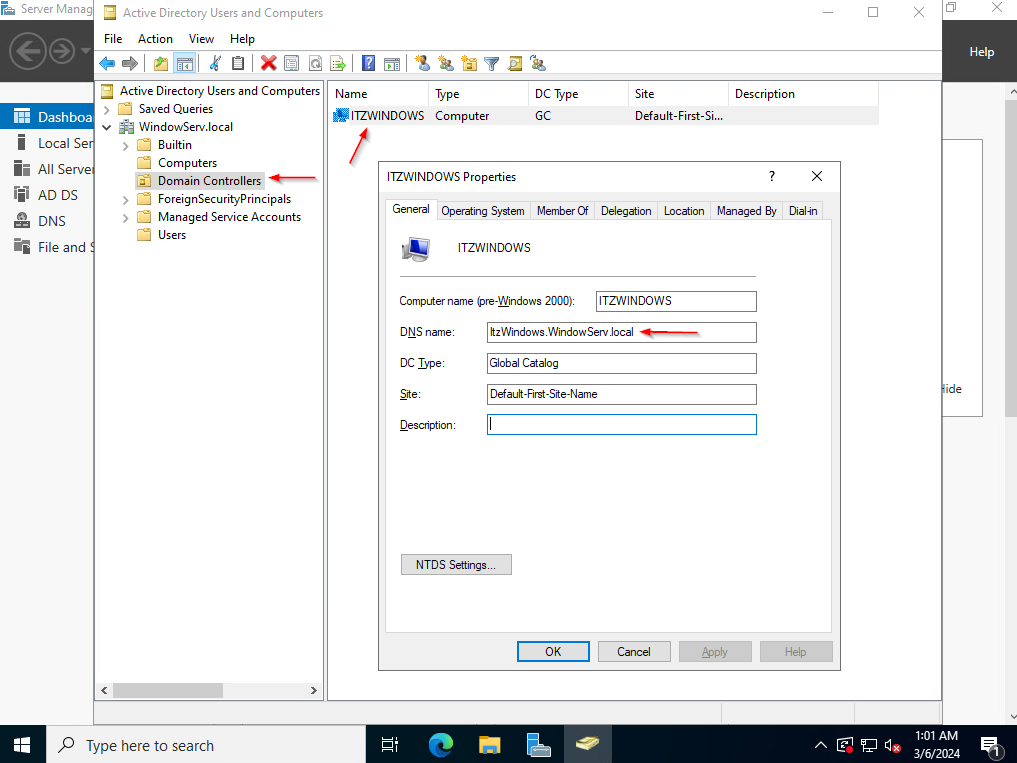 Server Manag
Active Directory Users and Computers
File Action View Help
Help
Dashboa
Local Ser
All Server
AD DS
DNS
File and S
Active Directory Users and Computers
Saved Queries
WindowServ.local
Builtin
Computers
Domain Controllers
ForeignSecurityPrincipals
Managed Service Accounts
Users
Name Type DC Type Site Description
ITZWINDOWS Computer GC Default-First-Si...
ITZWINDOWS Properties
?
General Operating System Member Of Delegation Location Managed By Dial-in
ITZWINDOWS
Computer name (pre-Windows 2000): ITZWINDOWS
DNS name: ItzWindows.WindowServ.local
DC Type: Global Catalog
Site: Default-First-Site-Name
Description:
NTDS Settings...
OK Cancel Apply Help
Hide
Type here to search
1:01 AM
3/6/2024
1